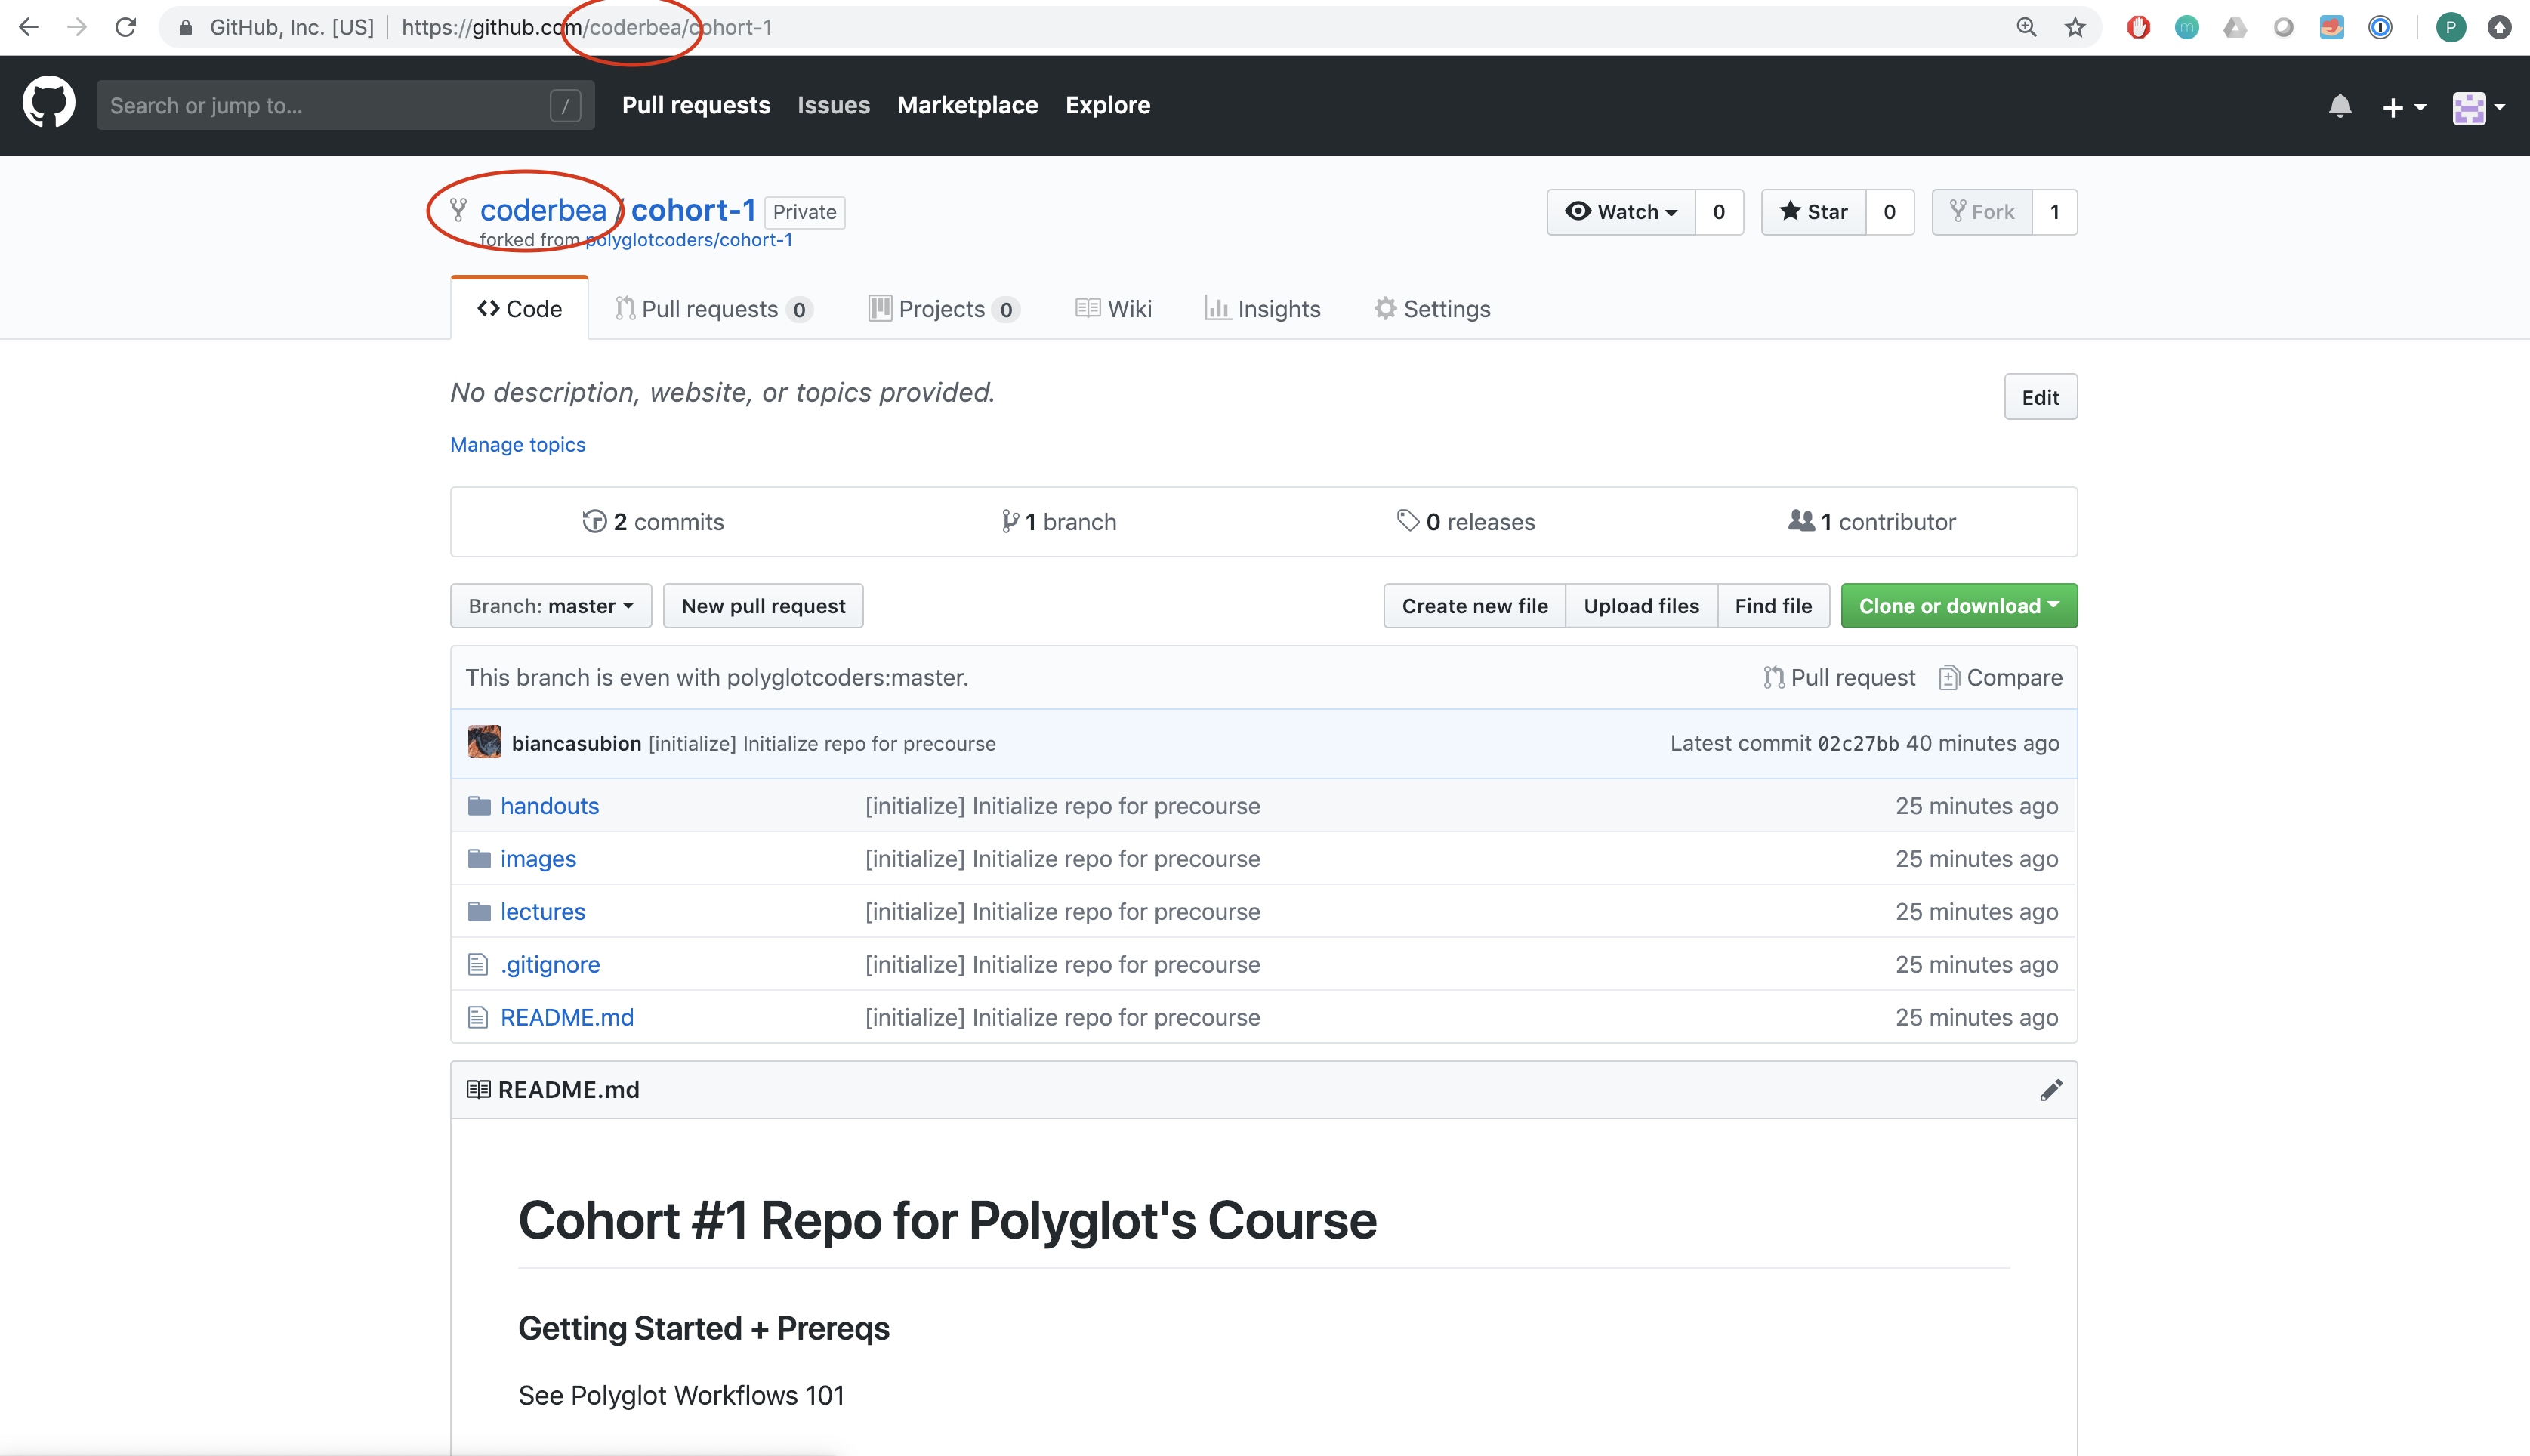 GitHub, Inc. [US] | https://github.com/coderbea/cohort-1
P
Search or jump to... /
Pull requests Issues Marketplace Explore
coderbea / cohort-1 Private
forked from polyglotcoders/cohort-1
Watch 0 Star 0 Fork 1
Code Pull requests 0 Projects 0 Wiki Insights Settings
No description, website, or topics provided.
Edit
Manage topics
2 commits 1 branch 0 releases 1 contributor
Branch: master New pull request Create new file Upload files Find file Clone or download
This branch is even with polyglotcoders:master. Pull request Compare
biancasubion [initialize] Initialize repo for precourse Latest commit 02c27bb 40 minutes ago
handouts [initialize] Initialize repo for precourse 25 minutes ago
images [initialize] Initialize repo for precourse 25 minutes ago
lectures [initialize] Initialize repo for precourse 25 minutes ago
.gitignore [initialize] Initialize repo for precourse 25 minutes ago
README.md [initialize] Initialize repo for precourse 25 minutes ago
README.md
Cohort #1 Repo for Polyglot's Course
Getting Started + Prereqs
See Polyglot Workflows 101